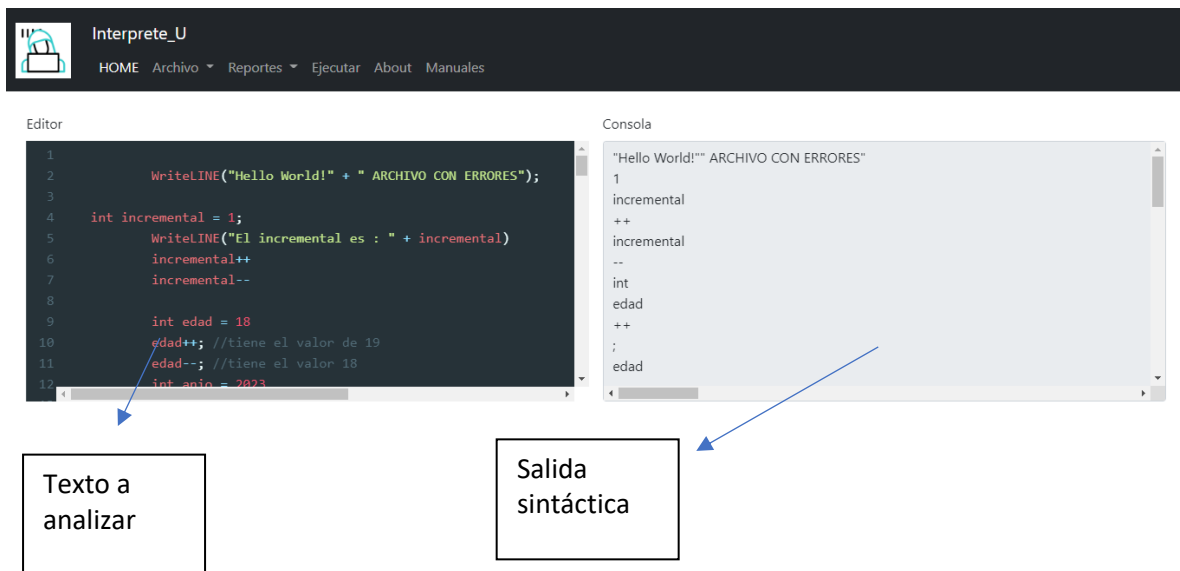 Interprete_U
HOME Archivo Reportes Ejecutar About Manuales
Editor
1
2 WriteLINE("Hello World!" + " ARCHIVO CON ERRORES");
3
4 int incremental = 1;
5 WriteLINE("El incremental es : " + incremental)
6 incremental++
7 incremental--
8
9 int edad = 18
10 edad++; //tiene el valor de 19
11 edad--; //tiene el valor 18
12 int anio = 2023
Consola
"Hello World!"" ARCHIVO CON ERRORES"
1
incremental
++
incremental
--
int
edad
++
;
edad
Texto a
analizar
Salida
sintáctica